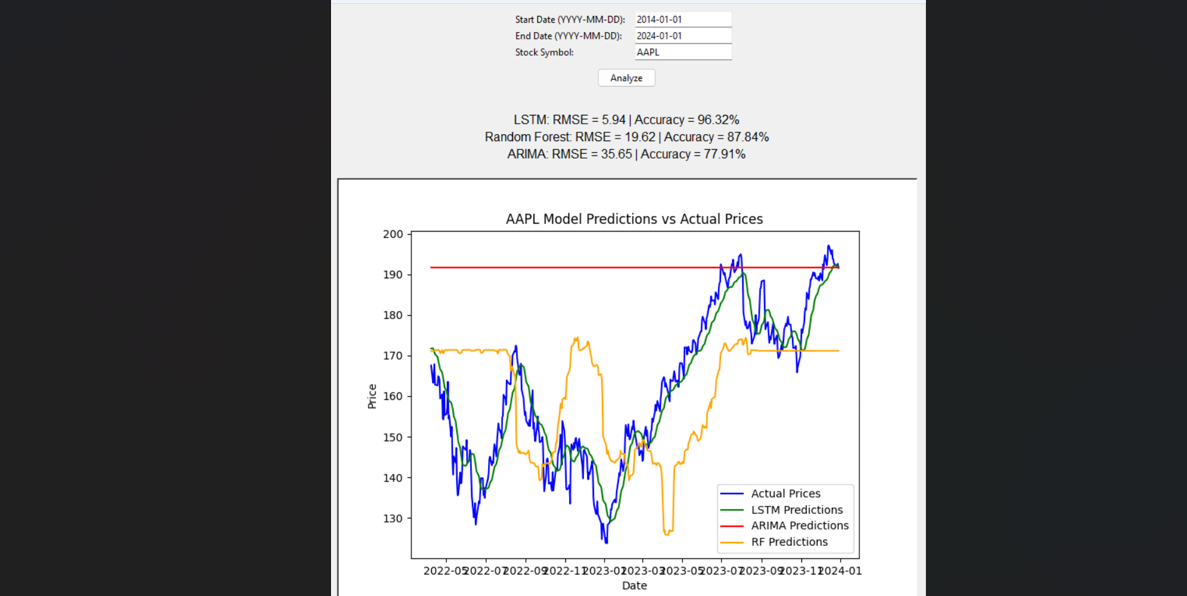 Start Date (YYYY-MM-DD): 2014-01-01
End Date (YYYY-MM-DD): 2024-01-01
Stock Symbol: AAPL
Analyze
LSTM: RMSE = 5.94 | Accuracy = 96.32%
Random Forest: RMSE = 19.62 | Accuracy = 87.84%
ARIMA: RMSE = 35.65 | Accuracy = 77.91%
AAPL Model Predictions vs Actual Prices
200
190
180
170
160
150
140
130
Price
Actual Prices
LSTM Predictions
ARIMA Predictions
RF Predictions
2022-05 2022-07 2022-09 2022-11 2023-01 2023-03 2023-05 2023-07 2023-09 2023-11 2024-01
Date